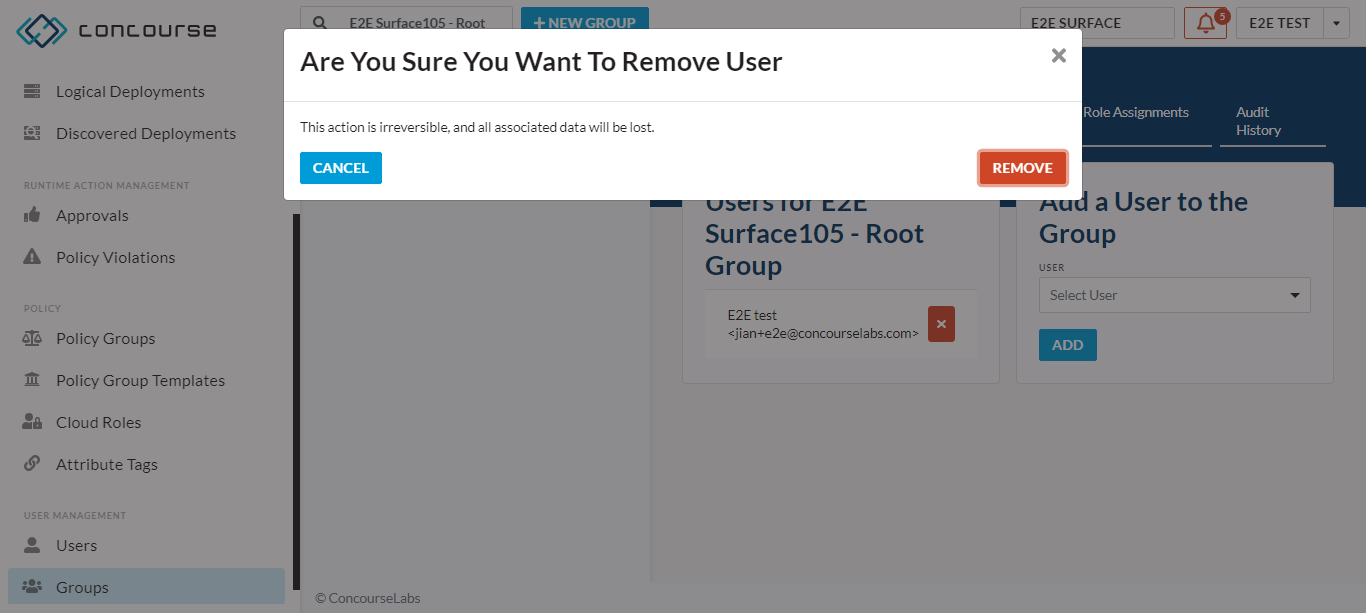 concourse
E2E Surface105 - Root
+ NEW GROUP
E2E SURFACE
5
E2E TEST
Are You Sure You Want To Remove User
This action is irreversible, and all associated data will be lost.
CANCEL
REMOVE
Logical Deployments
Discovered Deployments
RUNTIME ACTION MANAGEMENT
Approvals
Policy Violations
POLICY
Policy Groups
Policy Group Templates
Cloud Roles
Attribute Tags
USER MANAGEMENT
Users
Groups
Role Assignments
Audit
History
Users for E2E
Surface105 - Root
Group
E2E test
<jian+e2e@concourselabs.com>
Add a User to the
Group
USER
Select User
ADD
© ConcourseLabs